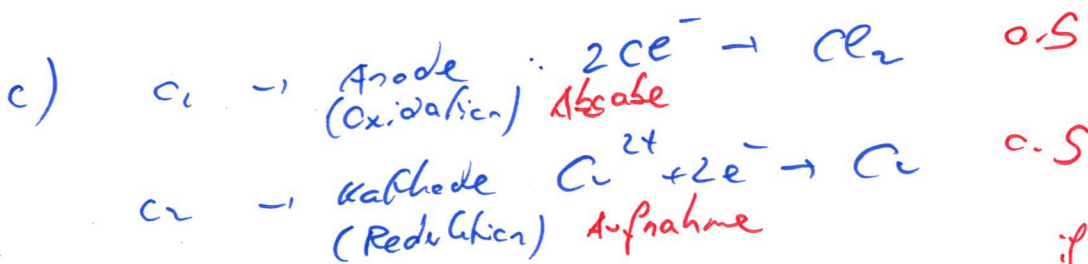 c) C₁ → Anode : 2Cl⁻ → Cl₂ 0.5
(Oxidation) Abgabe
C₂ → Kathode Cu²⁺ + 2e⁻ → Cu 0.5
(Reduktion) Aufnahme